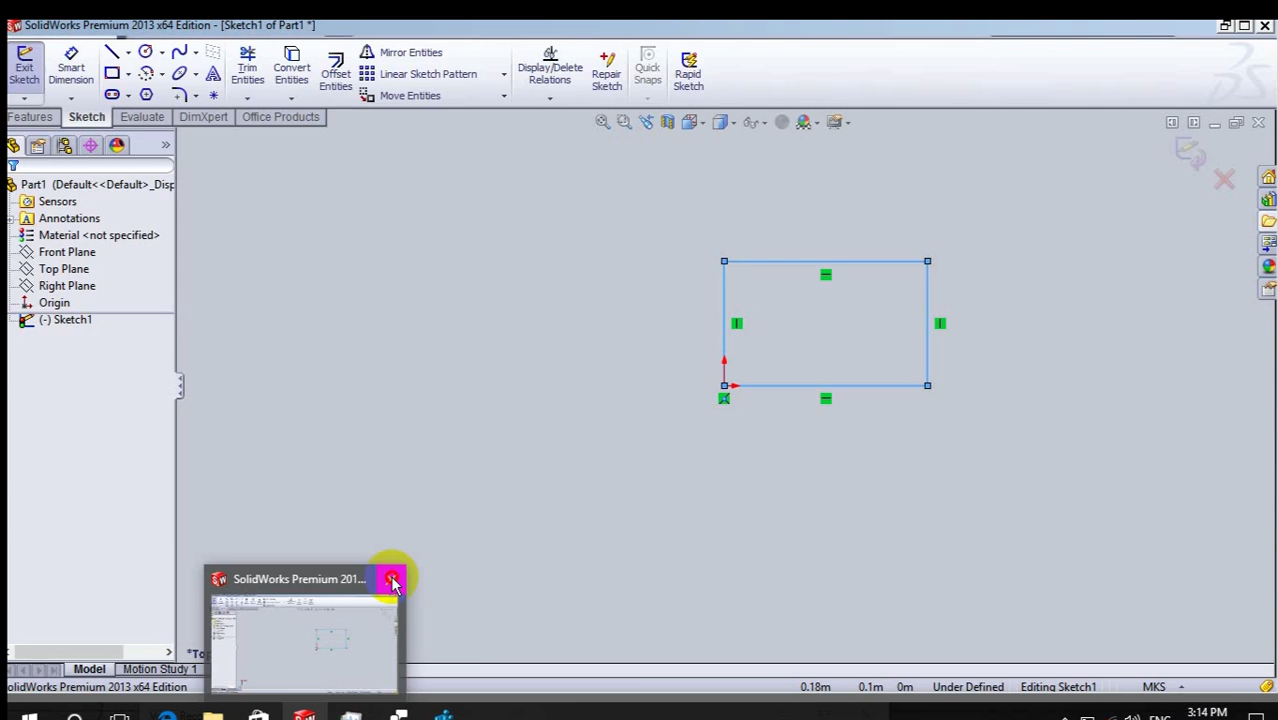 SolidWorks Premium 2013 x64 Edition - [Sketch1 of Part1 *]
Exit Sketch
Smart Dimension
Trim Entities
Convert Entities
Offset Entities
Mirror Entities
Linear Sketch Pattern
Move Entities
Display/Delete Relations
Repair Sketch
Quick Snaps
Rapid Sketch
Features
Sketch
Evaluate
DimXpert
Office Products
Part1 (Default<<Default>_Disp
Sensors
Annotations
Material <not specified>
Front Plane
Top Plane
Right Plane
Origin
(-) Sketch1
SolidWorks Premium 201...
*Top
Model
Motion Study 1
olidWorks Premium 2013 x64 Edition
0.18m
0.1m
0m
Under Defined
Editing Sketch1
MKS
ENG
3:14 PM